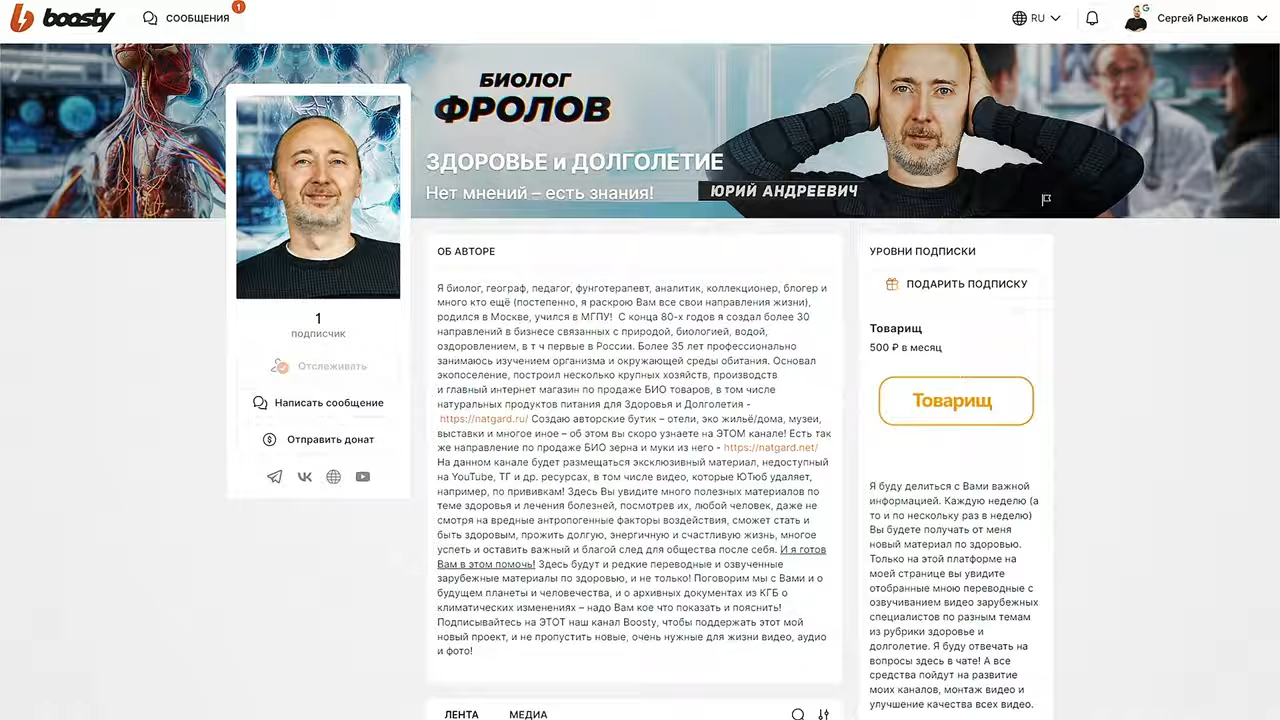 boosty
СООБЩЕНИЯ
1
RU
Сергей Рыженков
БИОЛОГ
ФРОЛОВ
ЗДОРОВЬЕ и ДОЛГОЛЕТИЕ
Нет мнений – есть знания!
ЮРИЙ АНДРЕЕВИЧ
1
подписчик
Отслеживать
Написать сообщение
Отправить донат
ОБ АВТОРЕ
Я биолог, географ, педагог, фунготерапевт, аналитик, коллекционер, блогер и
много кто ещё (постепенно, я раскрою Вам все свои направления жизни),
родился в Москве, учился в МГПУ! С конца 80-х годов я создал более 30
направлений в бизнесе связанных с природой, биологией, водой,
оздоровлением, в т ч первые в России. Более 35 лет профессионально
занимаюсь изучением организма и окружающей среды обитания. Основал
экопоселение, построил несколько крупных хозяйств, производств
и главный интернет магазин по продаже БИО товаров, в том числе
натуральных продуктов питания для Здоровья и Долголетия -
https://natgard.ru/ Создаю авторские бутик – отели, эко жильё/дома, музеи,
выставки и многое иное – об этом вы скоро узнаете на ЭТОМ канале! Есть так
же направление по продаже БИО зерна и муки из него - https://natgard.net/
На данном канале будет размещаться эксклюзивный материал, недоступный
на YouTube, ТГ и др. ресурсах, в том числе видео, которые ЮТюб удаляет,
например, по прививкам! Здесь Вы увидите много полезных материалов по
теме здоровья и лечения болезней, посмотрев их, любой человек, даже не
смотря на вредные антропогенные факторы воздействия, сможет стать и
быть здоровым, прожить долгую, энергичную и счастливую жизнь, многое
успеть и оставить важный и благой след для общества после себя. И я готов
Вам в этом помочь! Здесь будут и редкие переводные и озвученные
зарубежные материалы по здоровью, и не только! Поговорим мы с Вами и о
будущем планеты и человечества, и о архивных документах из КГБ о
климатических изменениях – надо Вам кое что показать и пояснить!
Подписывайтесь на ЭТОТ наш канал Boosty, чтобы поддержать этот мой
новый проект, и не пропустить новые, очень нужные для жизни видео, аудио
и фото!
УРОВНИ ПОДПИСКИ
ПОДАРИТЬ ПОДПИСКУ
Товарищ
500 ₽ в месяц
Товарищ
Я буду делиться с Вами важной
информацией. Каждую неделю (а
то и по нескольку раз в неделю)
Вы будете получать от меня
новый материал по здоровью.
Только на этой платформе на
моей странице вы увидите
отобранные мною переводные с
озвучиванием видео зарубежных
специалистов по разным темам
из рубрики здоровье и
долголетие. Я буду отвечать на
вопросы здесь в чате! А все
средства пойдут на развитие
моих каналов, монтаж видео и
улучшение качества всех видео.
ЛЕНТА
МЕДИА